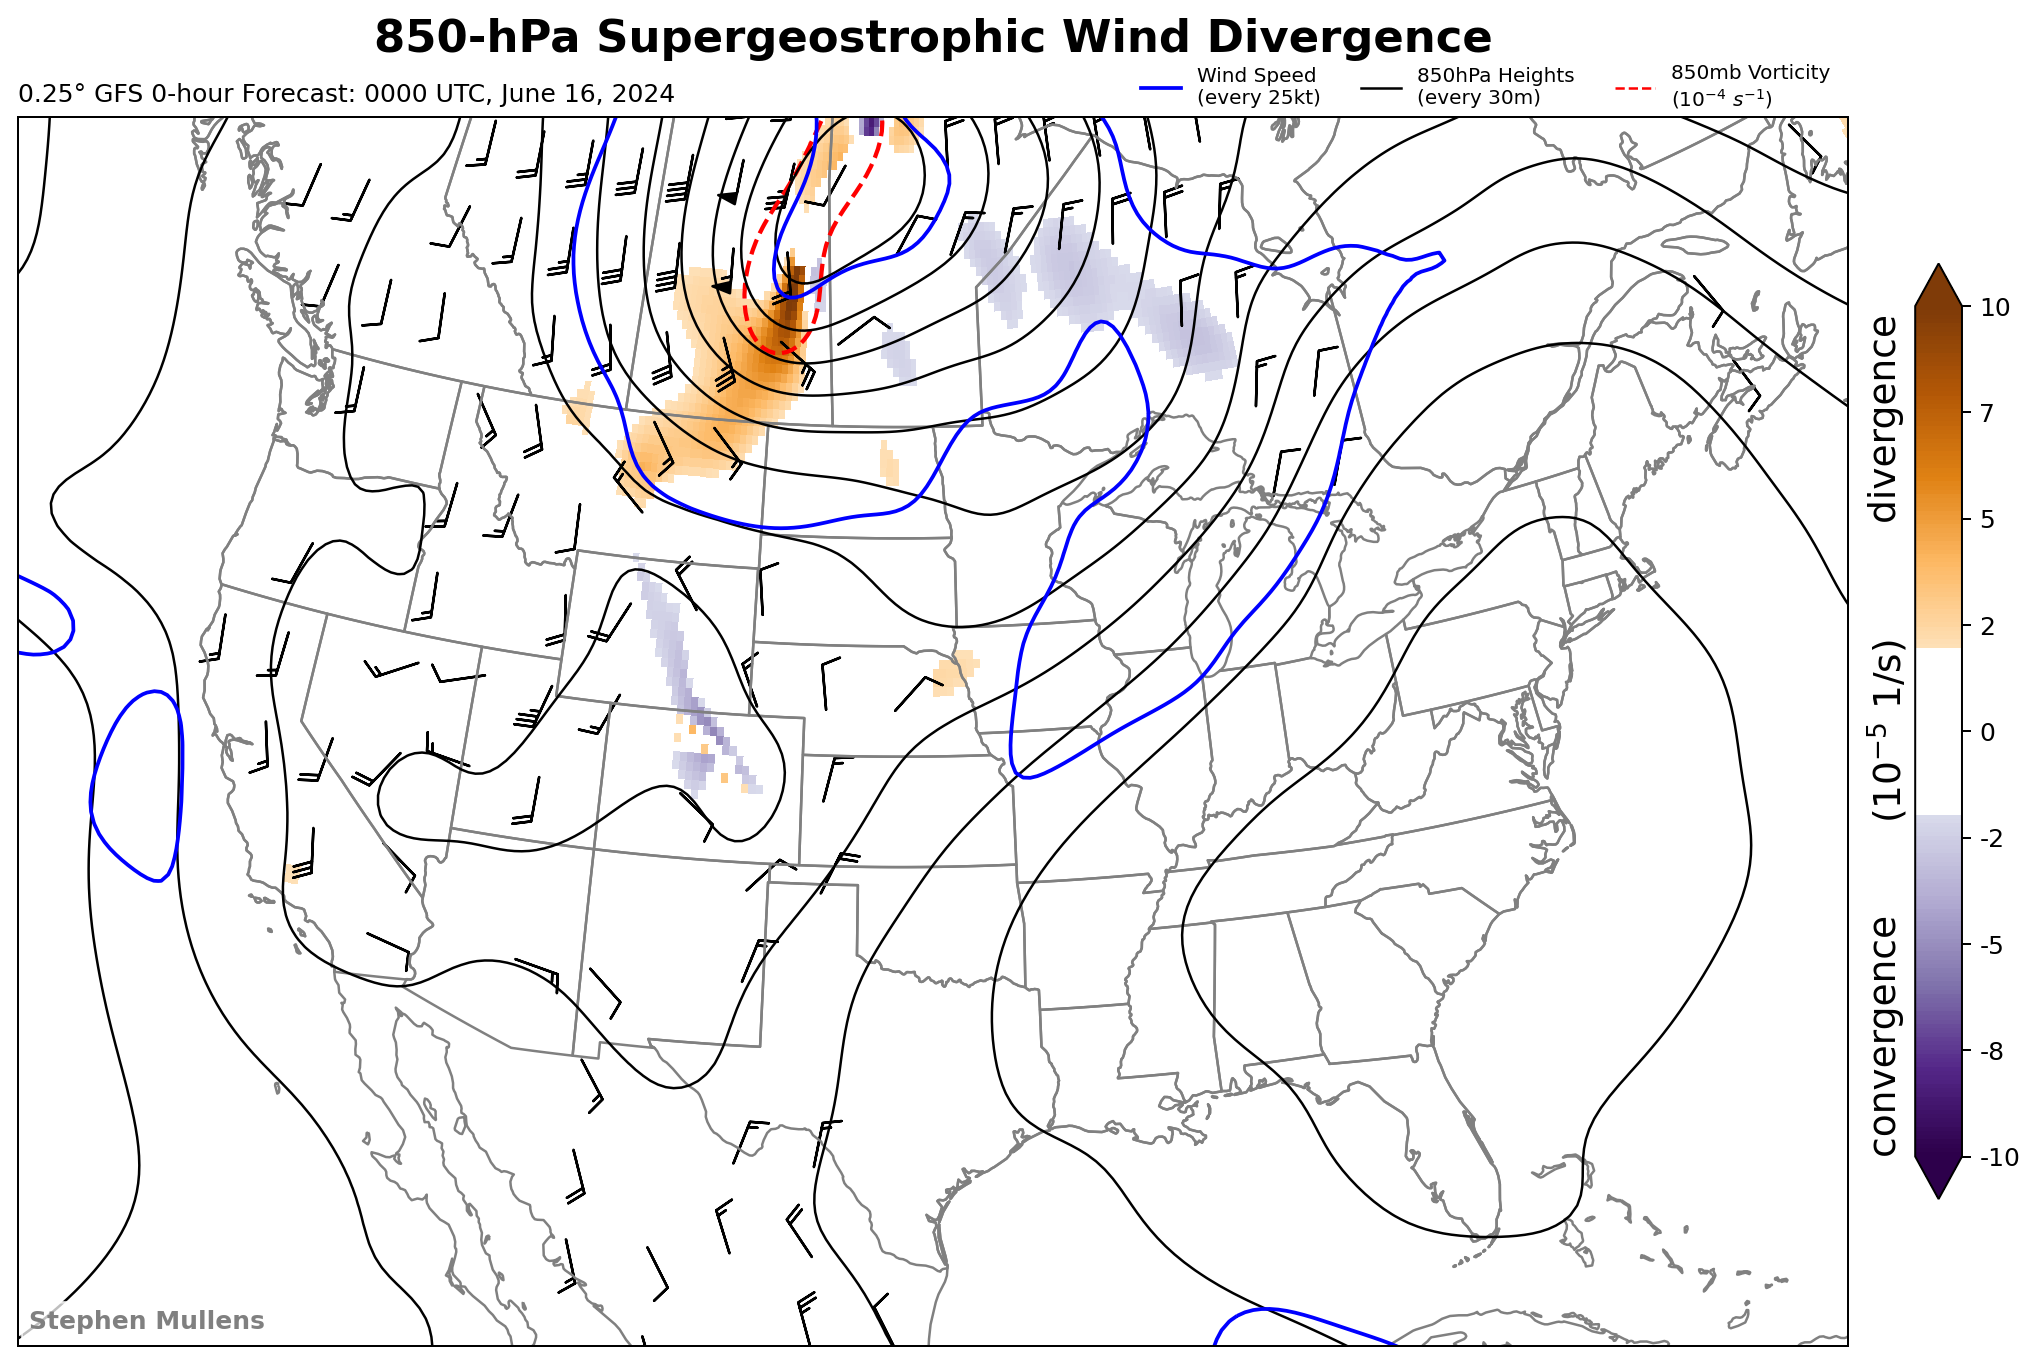 850-hPa Supergeostrophic Wind Divergence
0.25° GFS 0-hour Forecast: 0000 UTC, June 16, 2024
Wind Speed
(every 25kt)
850hPa Heights
(every 30m)
850mb Vorticity
(10⁻⁴ s⁻¹)
10
7
5
2
0
-2
-5
-8
-10
convergence (10⁻⁵ 1/s) divergence
Stephen Mullens